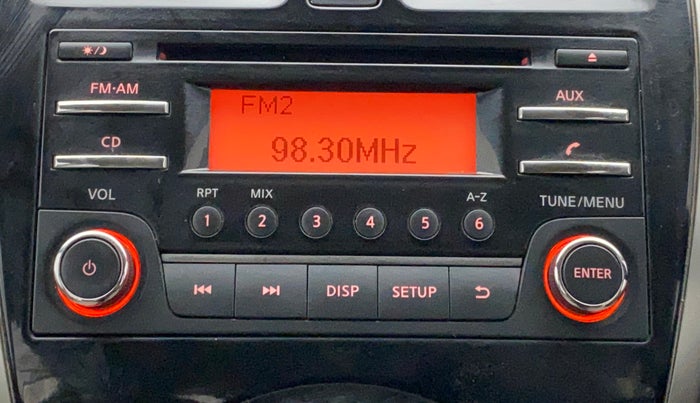 FM·AM
FM2
AUX
CD
98.30MHz
VOL
RPT
MIX
A-Z
TUNE/MENU
1
2
3
4
5
6
ENTER
DISP
SETUP